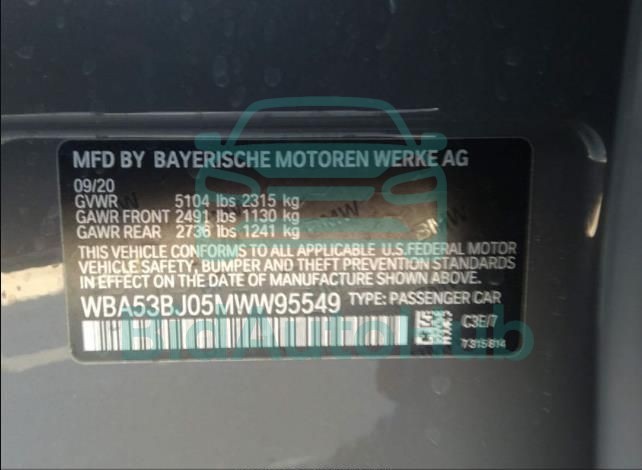 MFD BY BAYERISCHE MOTOREN WERKE AG
09/20
GVWR 5104 lbs 2315 kg
GAWR FRONT 2491 lbs 1130 kg
GAWR REAR 2736 lbs 1241 kg
THIS VEHICLE CONFORMS TO ALL APPLICABLE U.S.FEDERAL MOTOR
VEHICLE SAFETY, BUMPER AND THEFT PREVENTION STANDARDS
IN EFFECT ON THE DATE OF MANUFACTURE SHOWN ABOVE.
WBA53BJ05MWW95549 TYPE: PASSENGER CAR
C3E/7
7315814
BidAutoHub